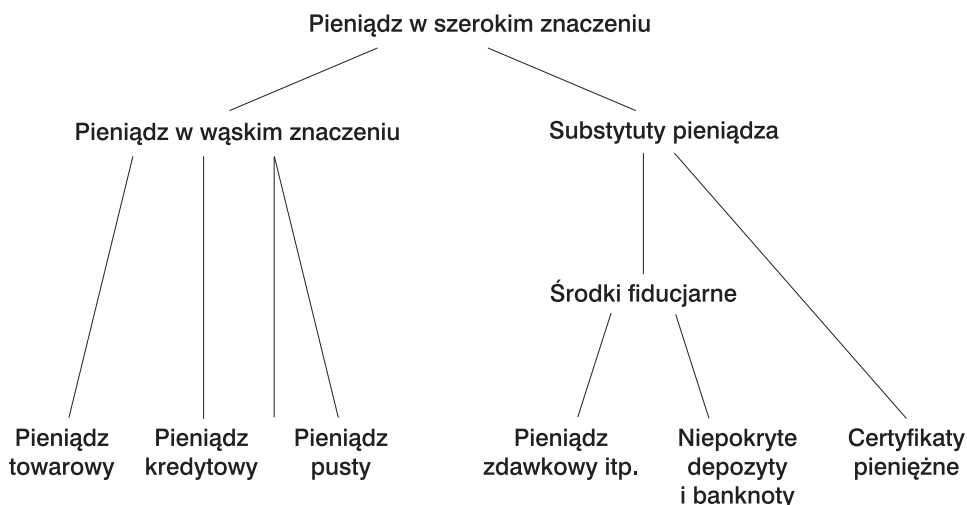 Pieniądz w szerokim znaczeniu
Pieniądz w wąskim znaczeniu
Substytuty pieniądza
Środki fiducjarne
Pieniądz
towarowy
Pieniądz
kredytowy
Pieniądz
pusty
Pieniądz
zdawkowy itp.
Niepokryte
depozyty
i banknoty
Certyfikaty
pieniężne